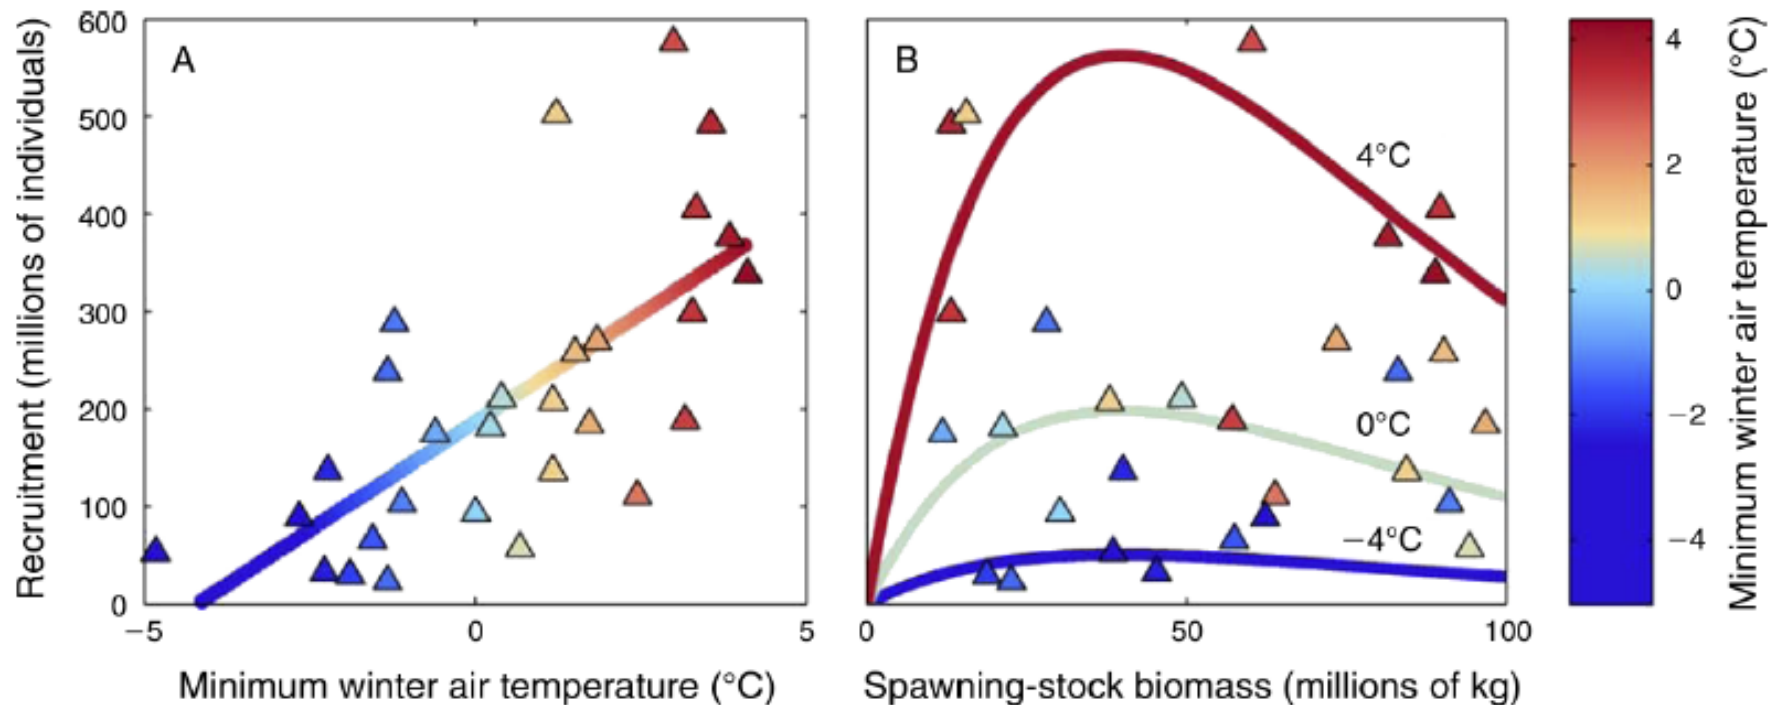 A
B
Recruitment (millions of individuals)
600
500
400
300
200
100
0
−5
0
5
Minimum winter air temperature (°C)
4°C
0°C
−4°C
0
50
100
Spawning-stock biomass (millions of kg)
4
2
0
−2
−4
Minimum winter air temperature (°C)